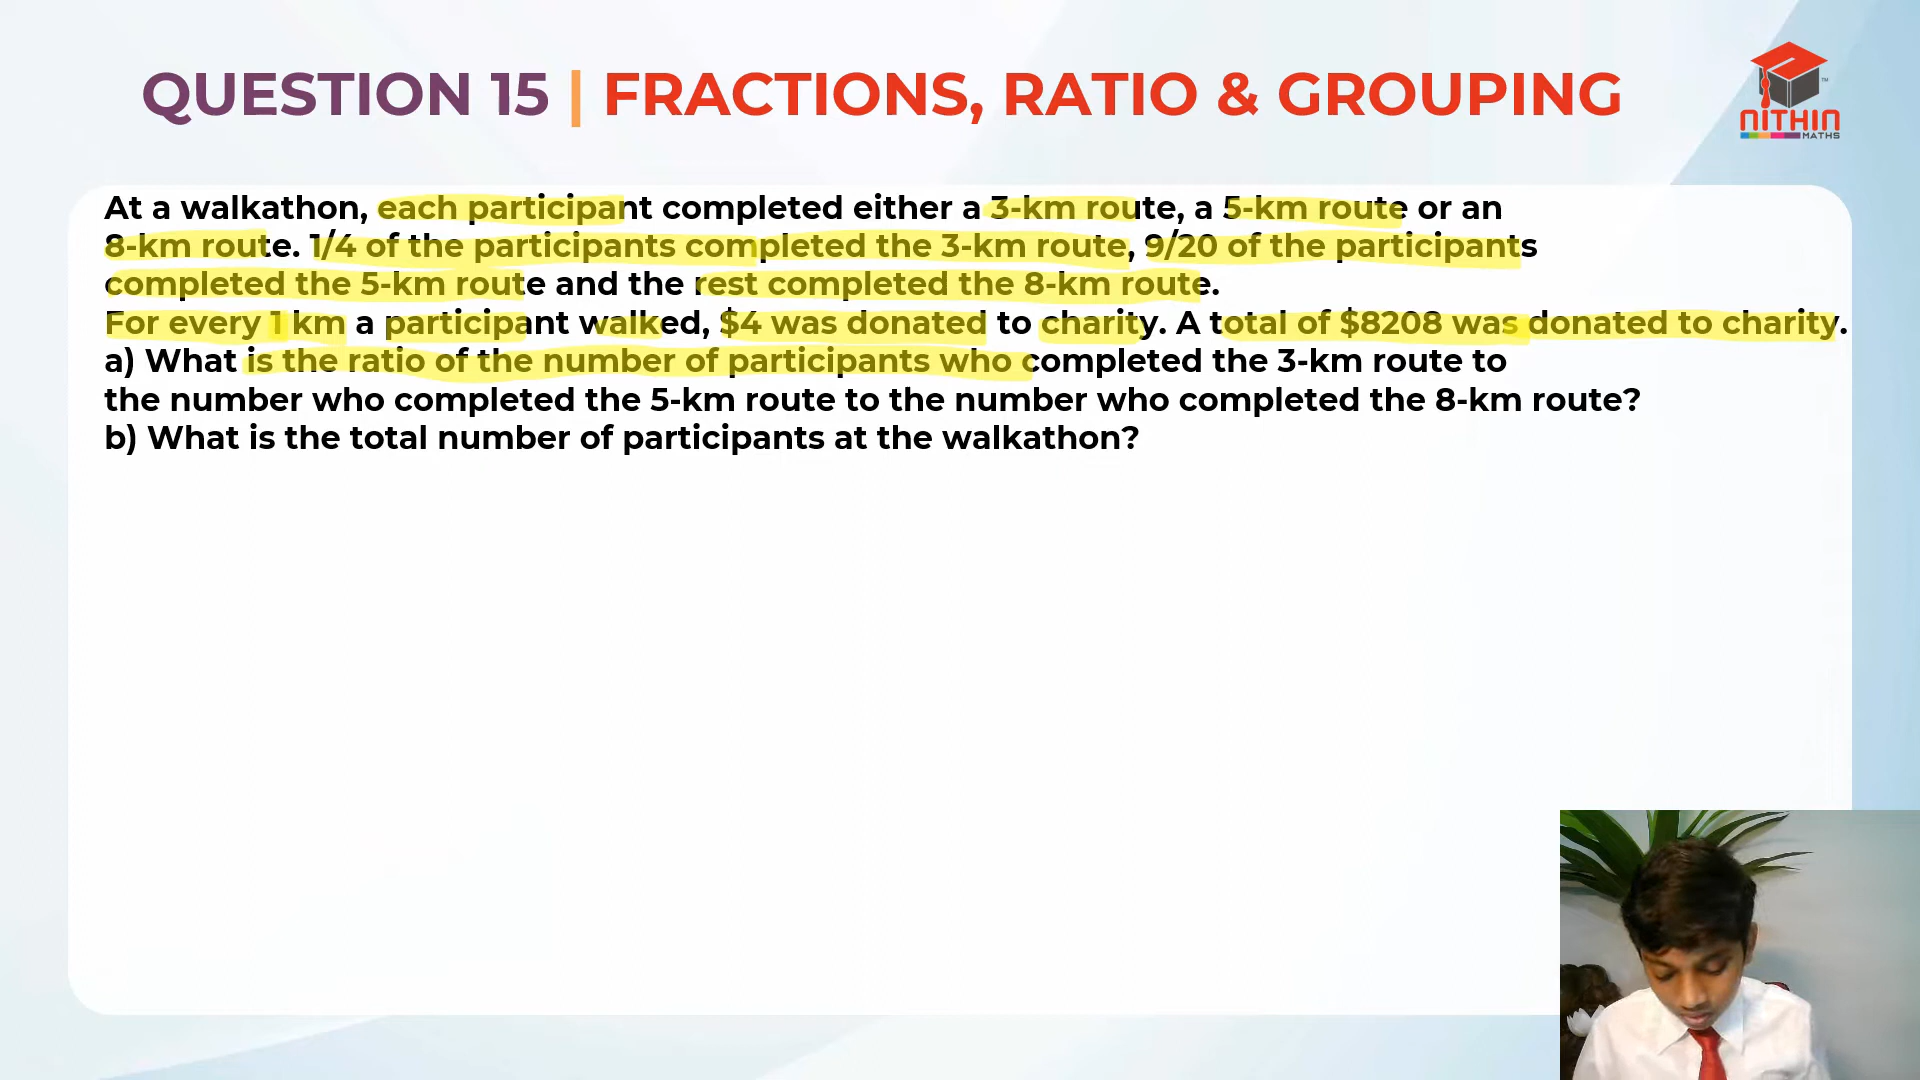 QUESTION 15 | FRACTIONS, RATIO & GROUPING
NITHIN
MATHS
TM
At a walkathon, each participant completed either a 3-km route, a 5-km route or an
8-km route. 1/4 of the participants completed the 3-km route, 9/20 of the participants
completed the 5-km route and the rest completed the 8-km route.
For every 1 km a participant walked, $4 was donated to charity. A total of $8208 was donated to charity.
a) What is the ratio of the number of participants who completed the 3-km route to
the number who completed the 5-km route to the number who completed the 8-km route?
b) What is the total number of participants at the walkathon?